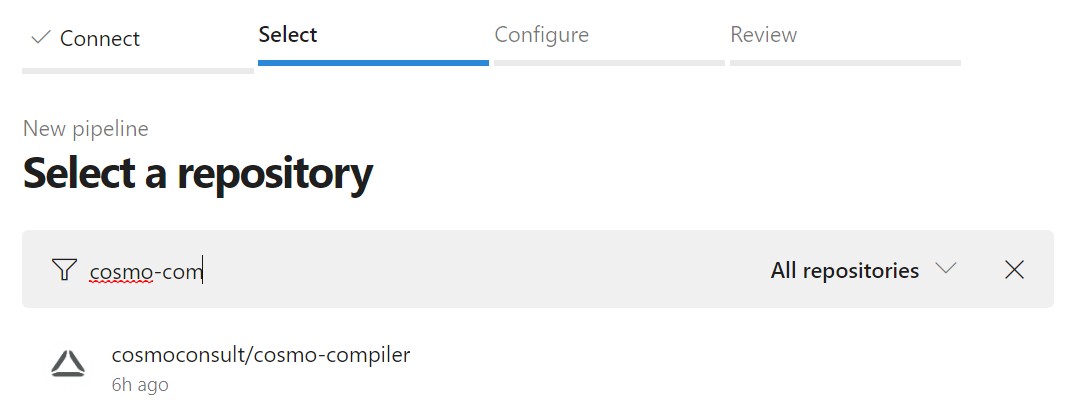 Connect
Select
Configure
Review
New pipeline
Select a repository
cosmo-com
All repositories
cosmoconsult/cosmo-compiler
6h ago